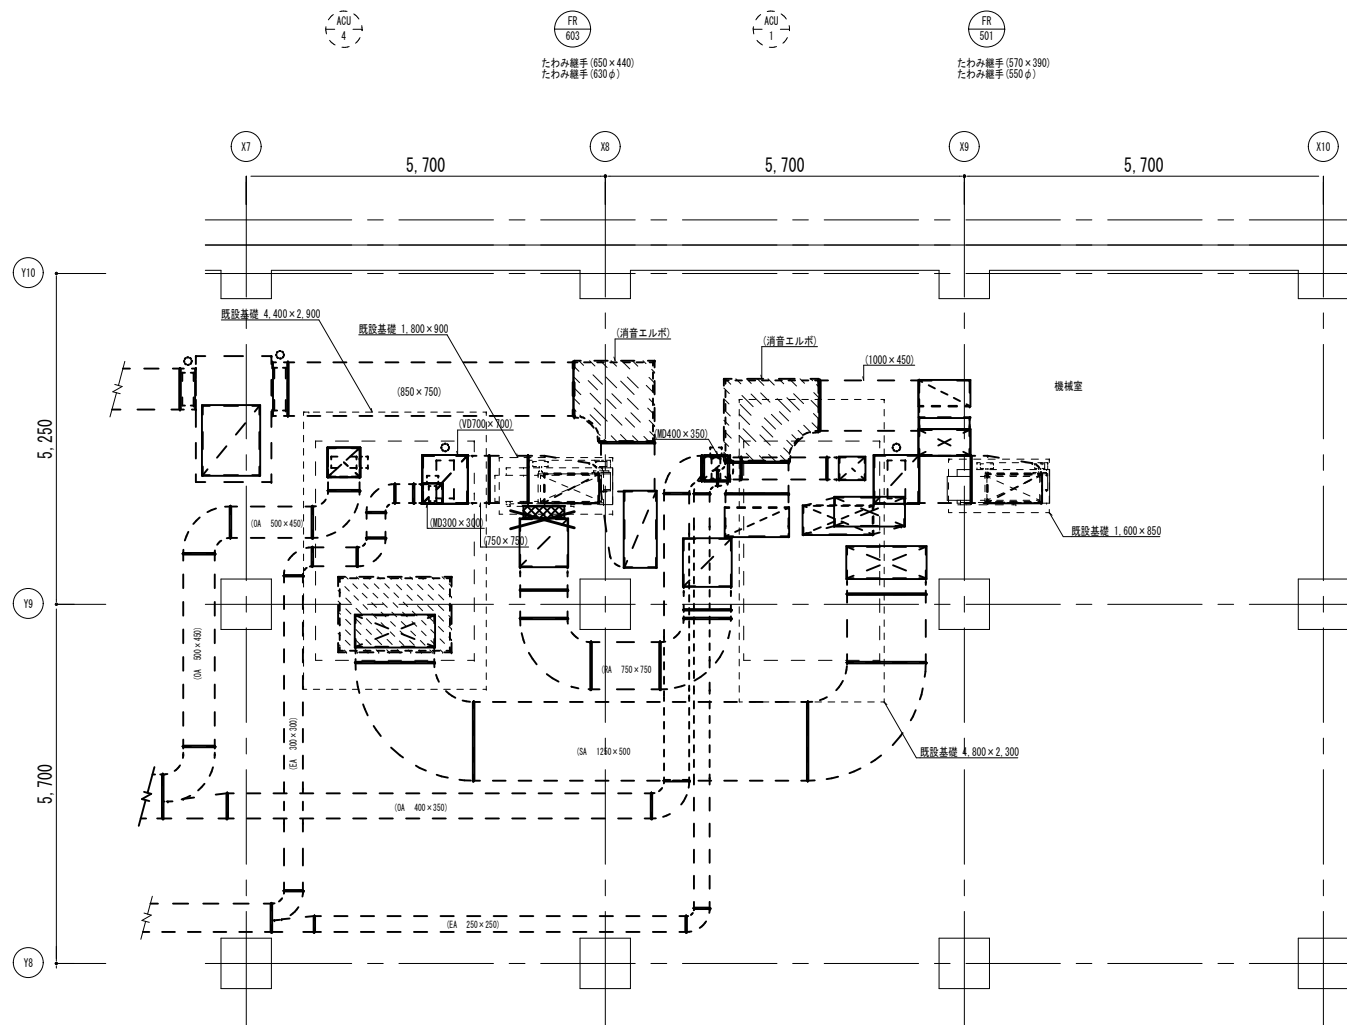 ACU
4
FR
603
たわみ継手(650×440)
たわみ継手(630φ)
ACU
1
FR
501
たわみ継手(570×390)
たわみ継手(550φ)
X7
X8
X9
X10
5,700
5,700
5,700
Y10
既設基礎 4,400×2,900
既設基礎 1,800×900
(消音エルボ)
(消音エルボ)
(1000×450)
機械室
(850×750)
(VD700×700)
(MD400×350)
5,250
(OA 500×450)
(MD300×300)
(750×750)
既設基礎 1,600×850
Y9
(OA 500×450)
(RA 750×750
(EA 300×300)
(SA 1250×500
既設基礎 4,800×2,300
5,700
(OA 400×350)
(EA 250×250)
Y8